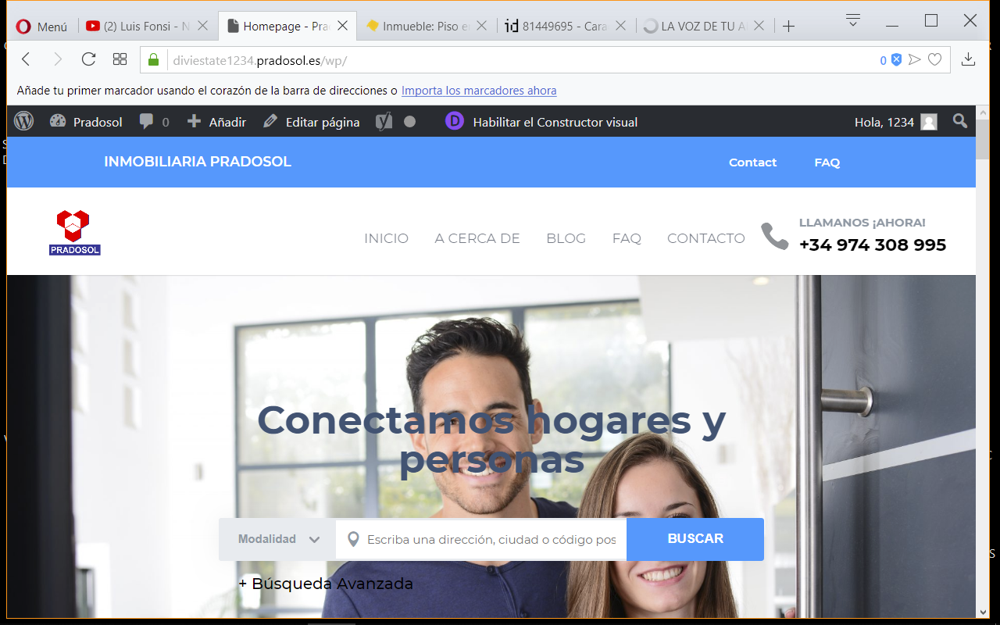 Menú
(2) Luis Fonsi - N
Homepage - Pra
Inmueble: Piso e
81449695 - Cara
LA VOZ DE TU A
diviestate1234.pradosol.es/wp/
0
Añade tu primer marcador usando el corazón de la barra de direcciones o Importa los marcadores ahora
Pradosol 0 Añadir Editar página D Habilitar el Constructor visual Hola, 1234
INMOBILIARIA PRADOSOL Contact FAQ
PRADOSOL
INICIO A CERCA DE BLOG FAQ CONTACTO
LLAMANOS ¡AHORA!
+34 974 308 995
Conectamos hogares y
personas
Modalidad Escriba una dirección, ciudad o código pos BUSCAR
+ Búsqueda Avanzada